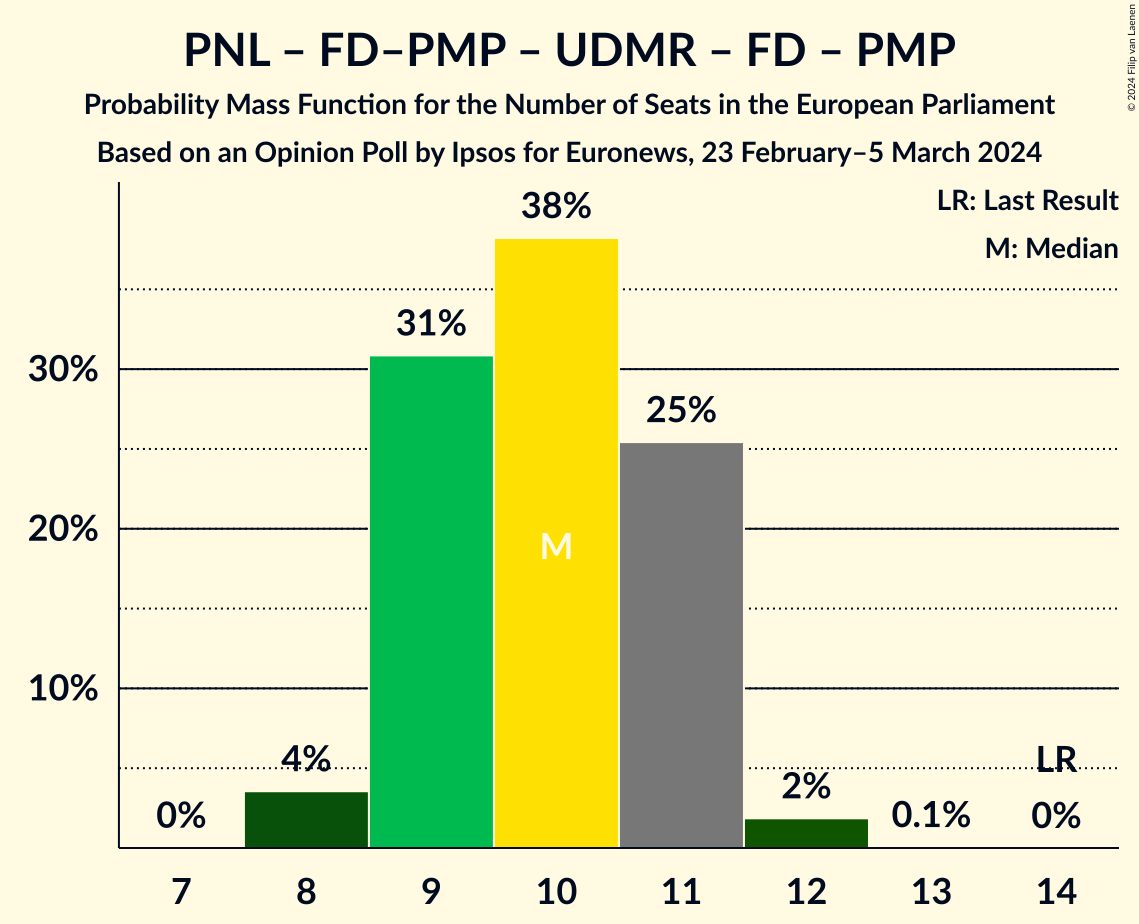 PNL – FD–PMP – UDMR – FD – PMP
Probability Mass Function for the Number of Seats in the European Parliament
Based on an Opinion Poll by Ipsos for Euronews, 23 February–5 March 2024
© 2024 Filip van Laenen
LR: Last Result
M: Median
38%
31%
30%
25%
20%
M
10%
4%
LR
2%
0%
0.1%
0%
7 8 9 10 11 12 13 14